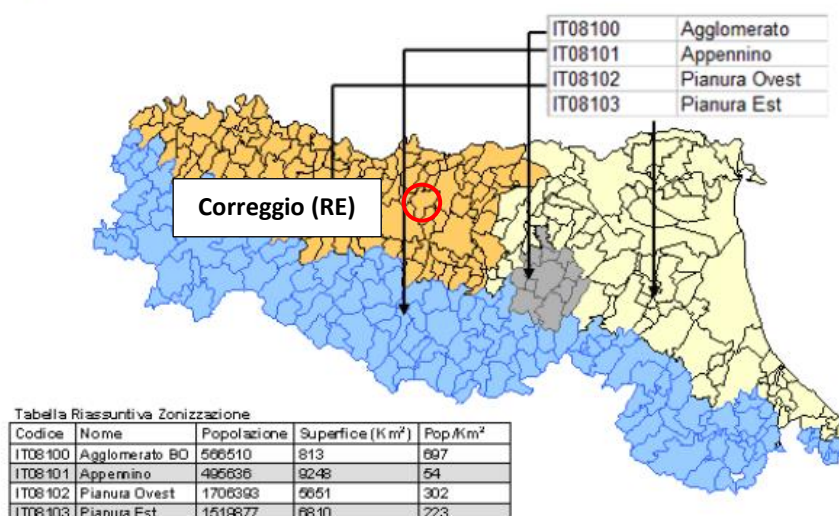 IT08100 Agglomerato
IT08101 Appennino
IT08102 Pianura Ovest
IT08103 Pianura Est
Correggio (RE)
Tabella Riassuntiva Zonizzazione
Codice Nome Popolazione Superfice (Km²) Pop/Km²
IT08100 Agglomerato BO 566510 813 697
IT08101 Appennino 495636 9248 54
IT08102 Pianura Ovest 1706393 5651 302
IT08103 Pianura Est 1519877 6810 223